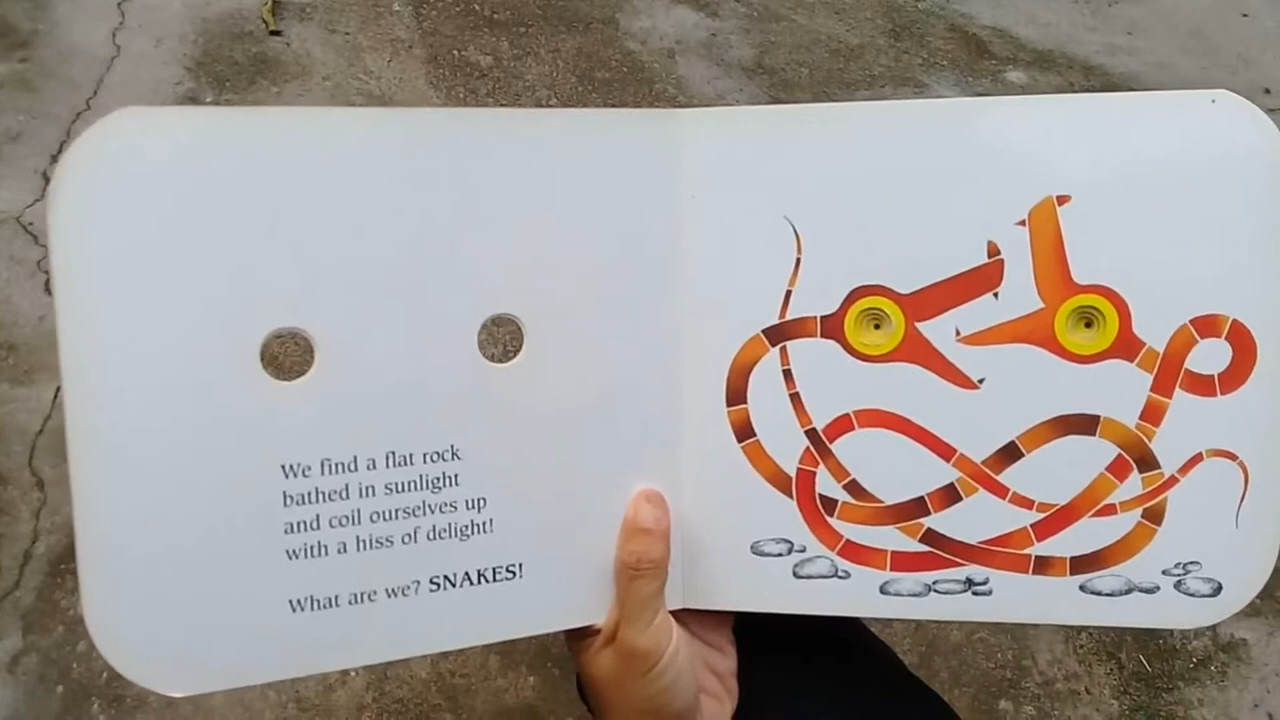 We find a flat rock
bathed in sunlight
and coil ourselves up
with a hiss of delight!
What are we? SNAKES!